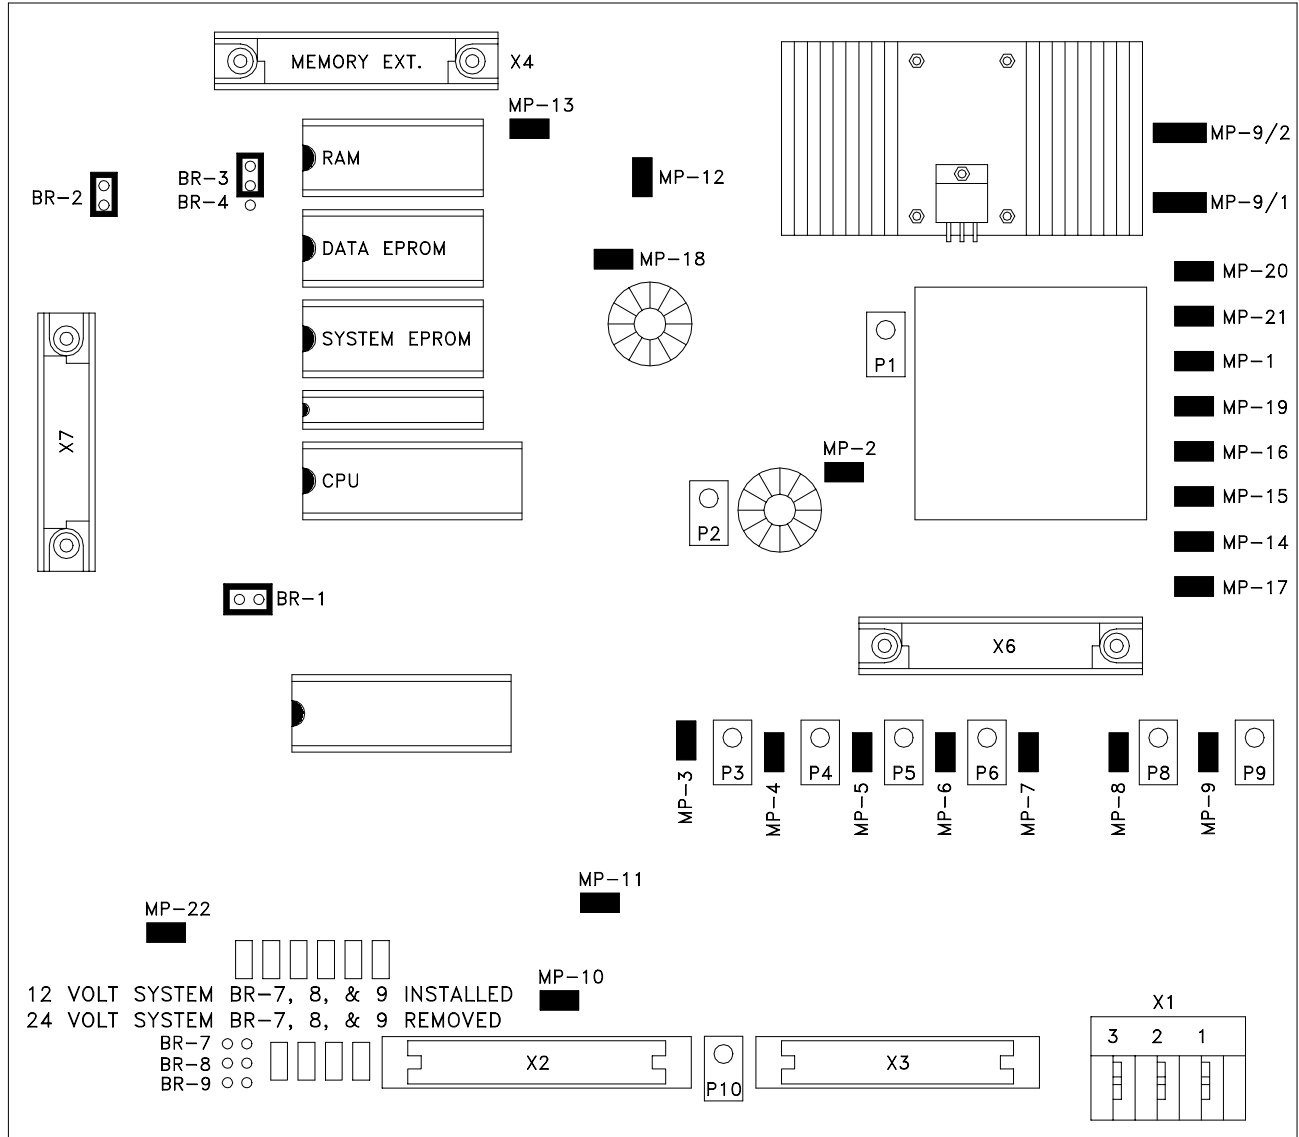 MEMORY EXT.
X4
MP-13
MP-9/2
RAM
BR-3
MP-12
BR-2
BR-4
MP-9/1
DATA EPROM
MP-18
MP-20
MP-21
SYSTEM EPROM
P1
MP-1
MP-19
X7
MP-2
MP-16
CPU
MP-15
P2
MP-14
MP-17
BR-1
X6
P3
P4
P5
P6
P8
P9
MP-3
MP-4
MP-5
MP-6
MP-7
MP-8
MP-9
MP-11
MP-22
MP-10
12 VOLT SYSTEM BR-7, 8, & 9 INSTALLED
24 VOLT SYSTEM BR-7, 8, & 9 REMOVED
X1
3 2 1
BR-7
BR-8
BR-9
X2
P10
X3